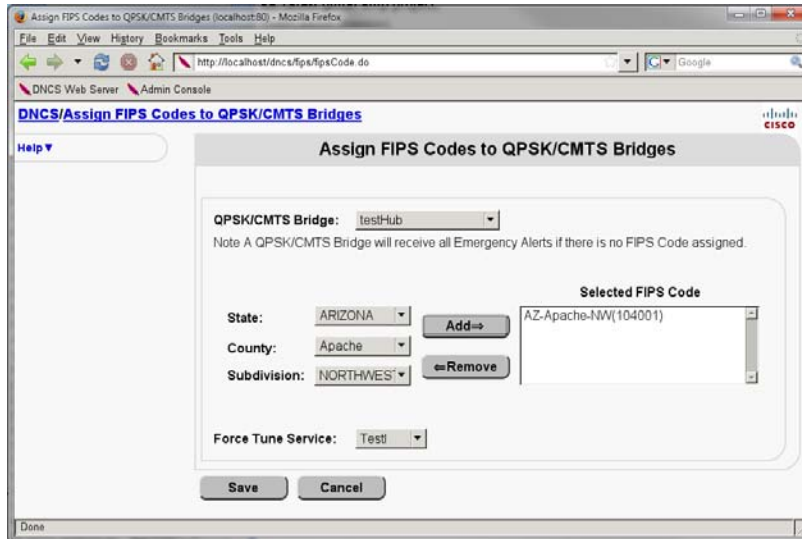 Assign FIPS Codes to QPSK/CMTS Bridges (localhost:80) - Mozilla Firefox
File Edit View History Bookmarks Tools Help
http://localhost/dncs/fips/fipsCode.do
Google
DNCS Web Server Admin Console
DNCS/Assign FIPS Codes to QPSK/CMTS Bridges
CISCO
Help
Assign FIPS Codes to QPSK/CMTS Bridges
QPSK/CMTS Bridge: testHub
Note A QPSK/CMTS Bridge will receive all Emergency Alerts if there is no FIPS Code assigned.
Selected FIPS Code
State: ARIZONA
Add⇒
AZ-Apache-NW(104001)
County: Apache
⇐Remove
Subdivision: NORTHWEST
Force Tune Service: Testl
Save Cancel
Done